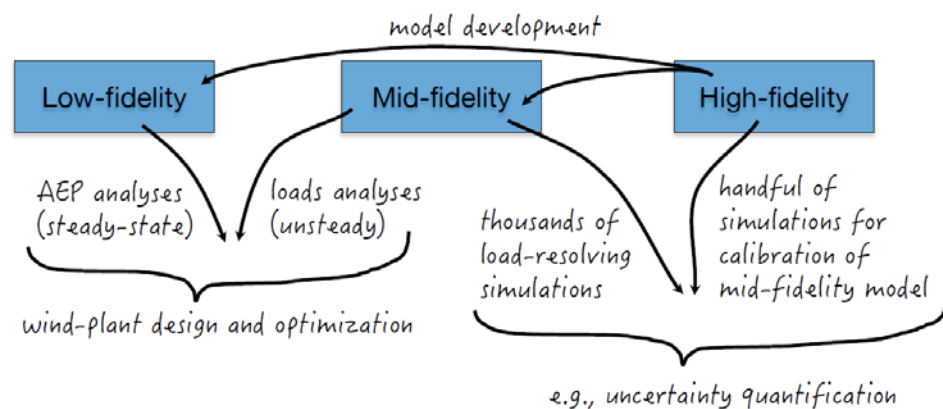 model development
Low-fidelity
Mid-fidelity
High-fidelity
AEP analyses
(steady-state)
loads analyses
(unsteady)
thousands of
load-resolving
simulations
handful of
simulations for
calibration of
mid-fidelity model
wind-plant design and optimization
e.g., uncertainty quantification